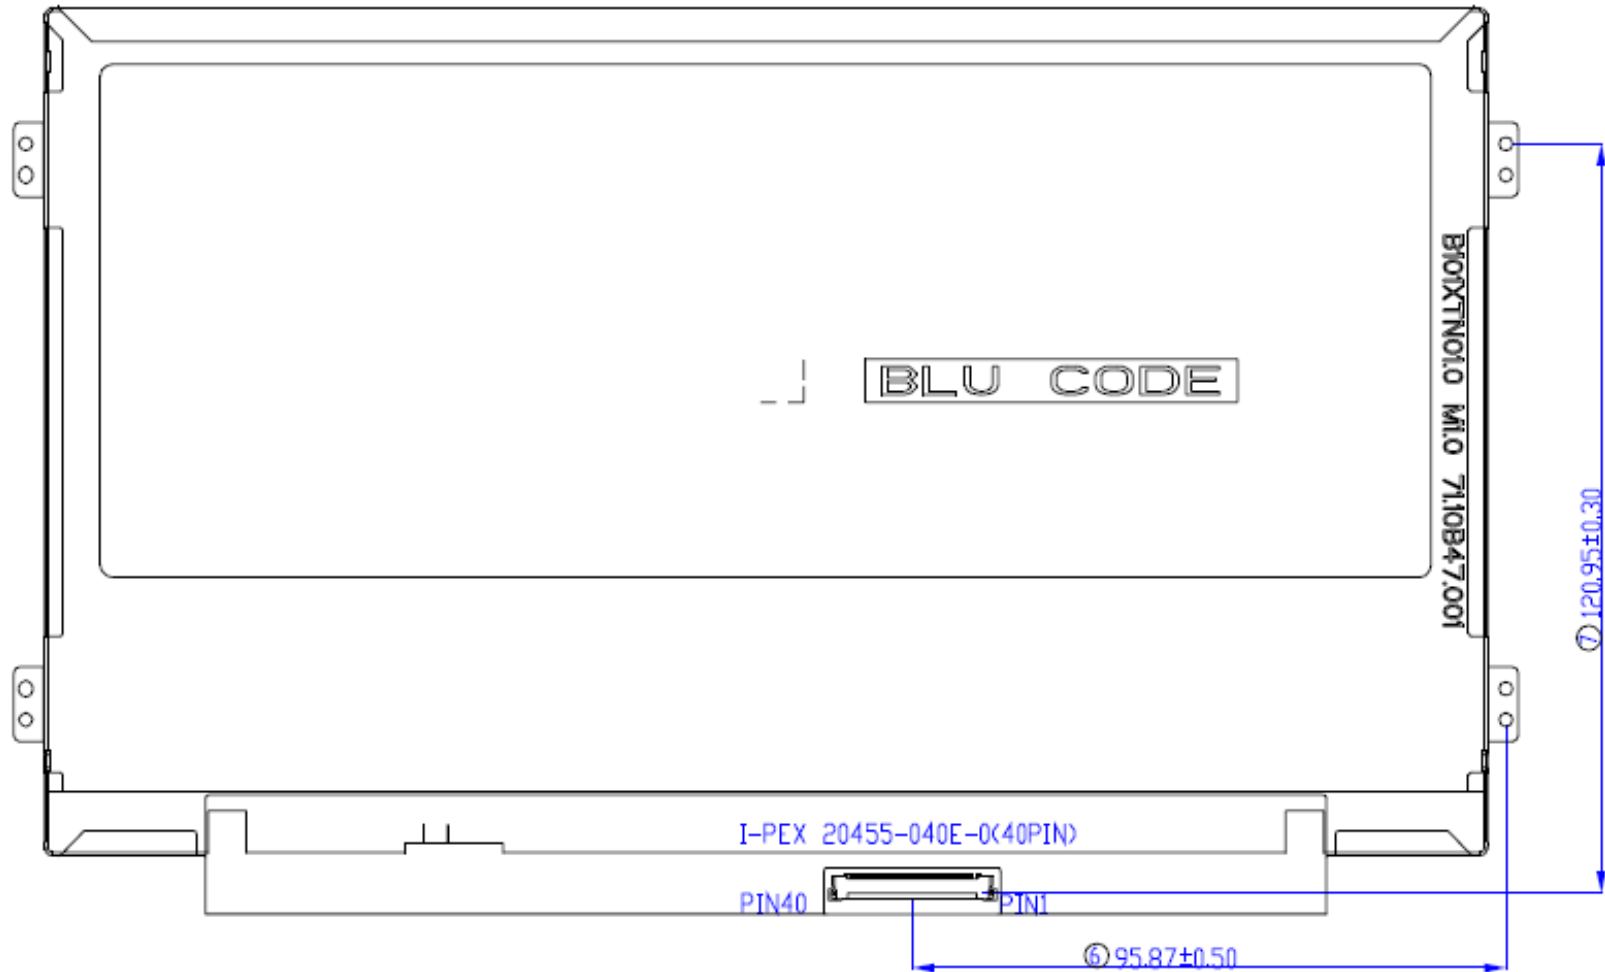 BLU CODE
B101XTN01.0 M1.0 71.10B47.001
⑦120.95±0.30
I-PEX 20455-040E-0(40PIN)
PIN40 PIN1
⑥95.87±0.50